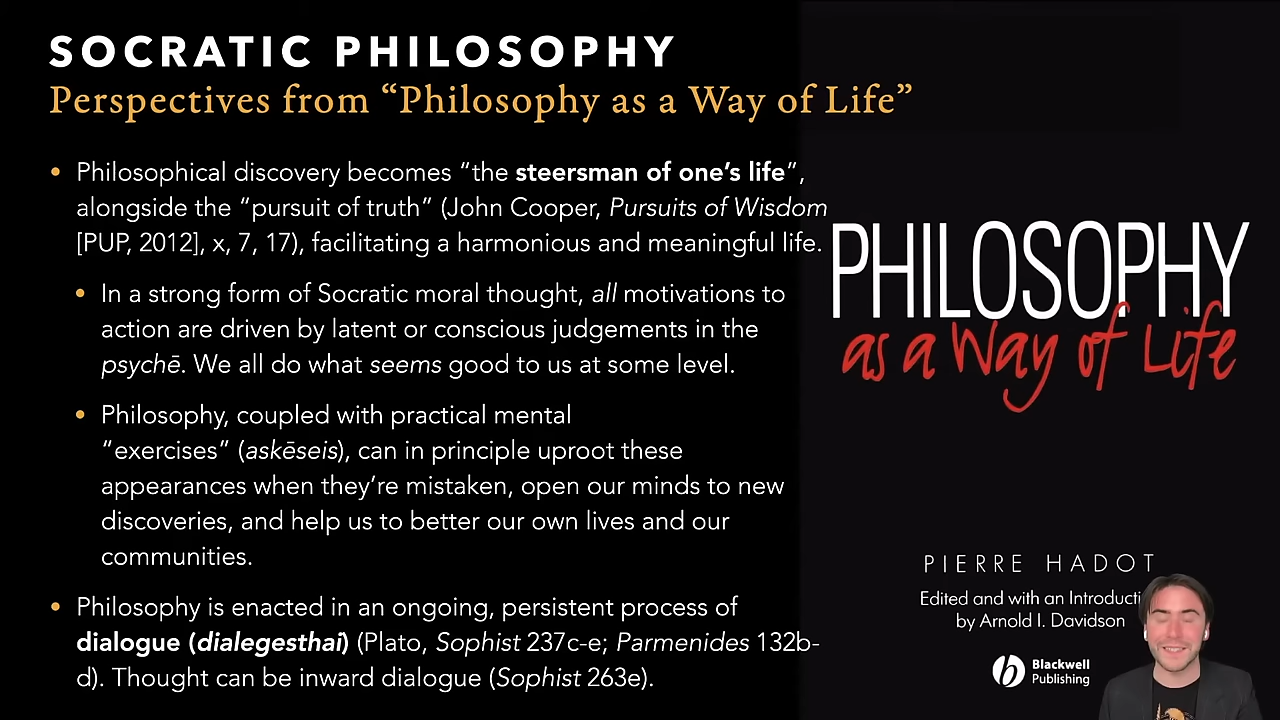 SOCRATIC PHILOSOPHY
Perspectives from “Philosophy as a Way of Life”
• Philosophical discovery becomes “the steersman of one’s life”,
alongside the “pursuit of truth” (John Cooper, Pursuits of Wisdom
[PUP, 2012], x, 7, 17), facilitating a harmonious and meaningful life.
• In a strong form of Socratic moral thought, all motivations to
action are driven by latent or conscious judgements in the
psychē. We all do what seems good to us at some level.
• Philosophy, coupled with practical mental
“exercises” (askēseis), can in principle uproot these
appearances when they’re mistaken, open our minds to new
discoveries, and help us to better our own lives and our
communities.
• Philosophy is enacted in an ongoing, persistent process of
dialogue (dialegesthai) (Plato, Sophist 237c-e; Parmenides 132b-
d). Thought can be inward dialogue (Sophist 263e).
PHILOSOPHY
as a Way of Life
PIERRE HADOT
Edited and with an Introducti
by Arnold I. Davidson
b Blackwell
Publishing